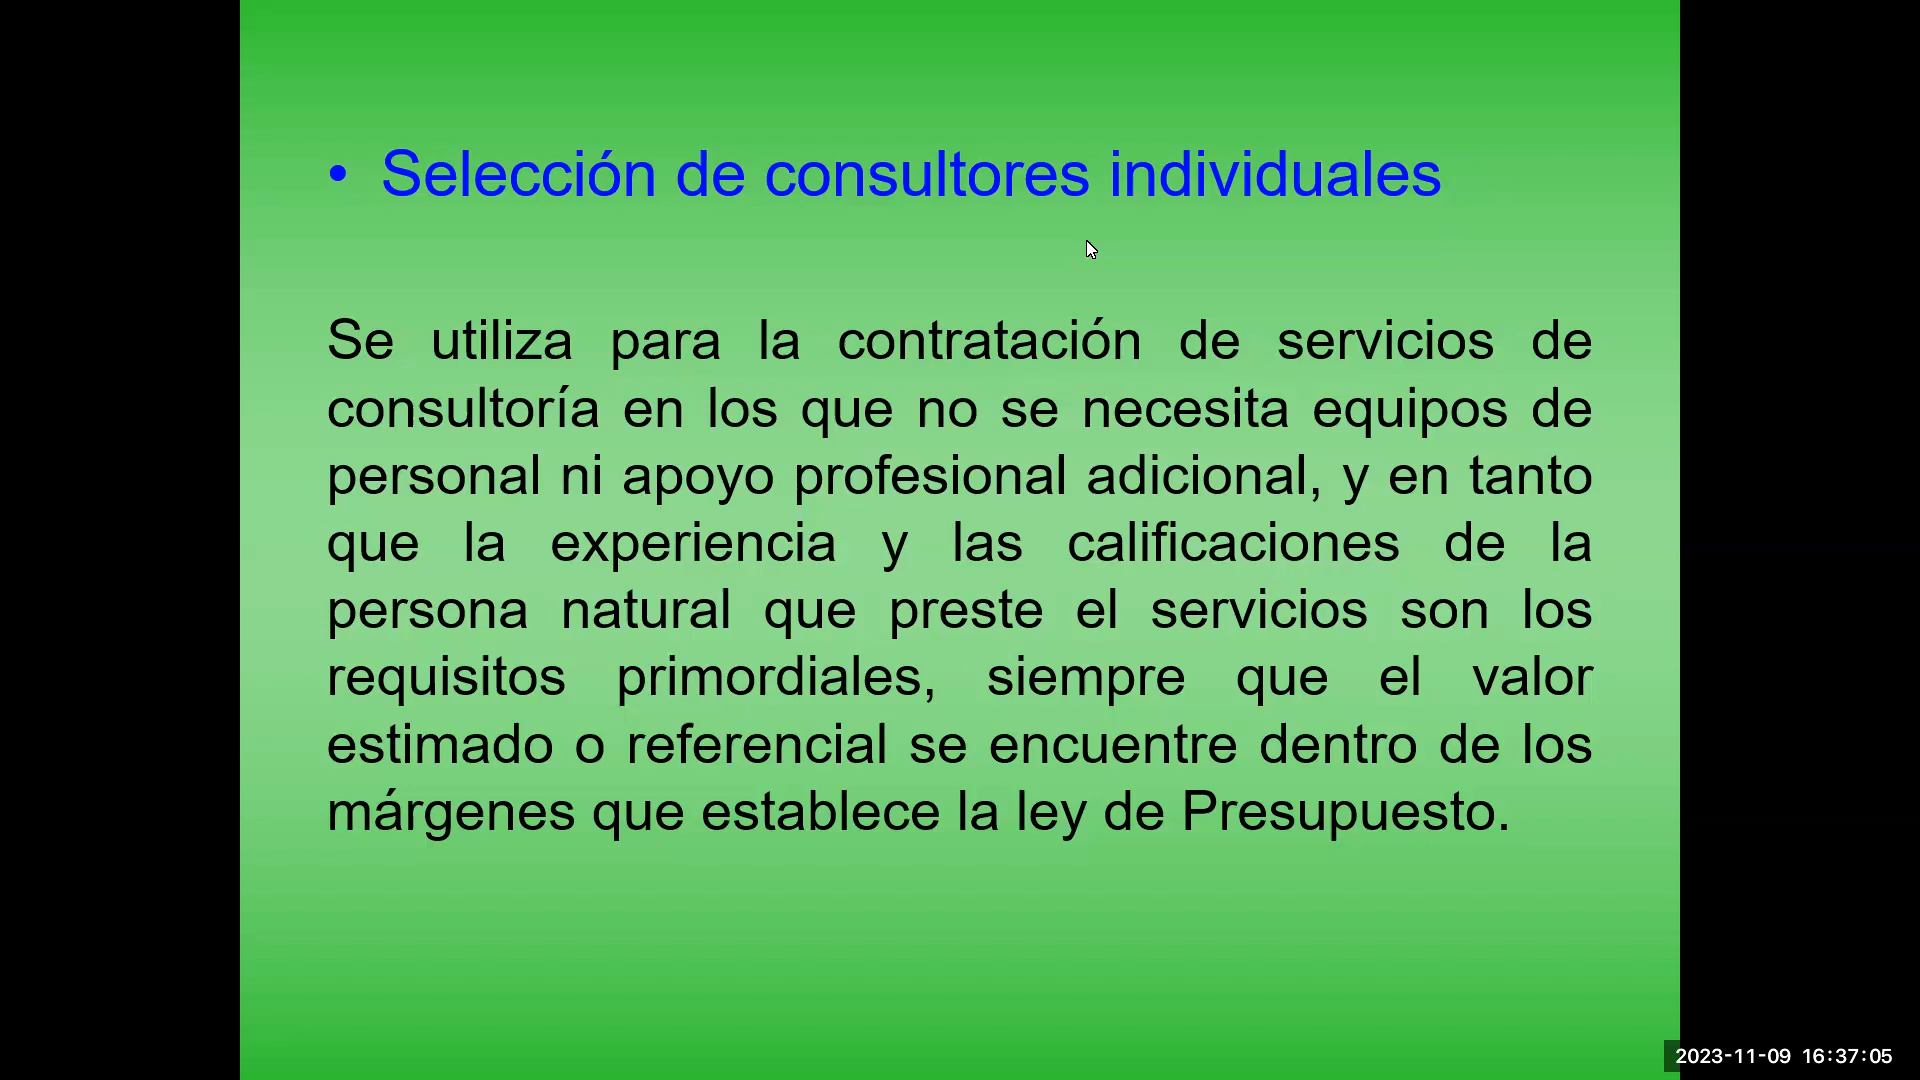 • Selección de consultores individuales
Se utiliza para la contratación de servicios de
consultoría en los que no se necesita equipos de
personal ni apoyo profesional adicional, y en tanto
que la experiencia y las calificaciones de la
persona natural que preste el servicios son los
requisitos primordiales, siempre que el valor
estimado o referencial se encuentre dentro de los
márgenes que establece la ley de Presupuesto.
2023-11-09 16:37:05